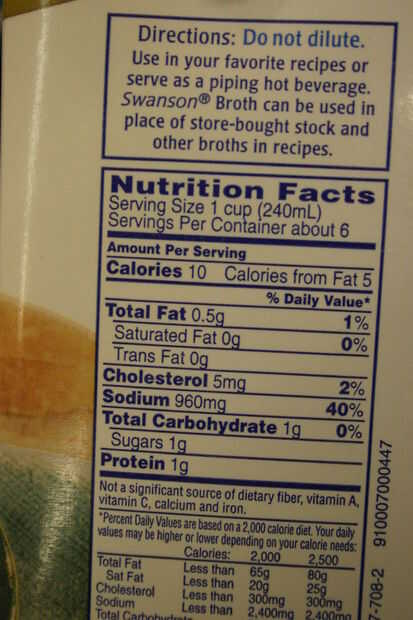 Directions: Do not dilute.
Use in your favorite recipes or
serve as a piping hot beverage.
Swanson® Broth can be used in
place of store-bought stock and
other broths in recipes.
Nutrition Facts
Serving Size 1 cup (240mL)
Servings Per Container about 6
Amount Per Serving
Calories 10 Calories from Fat 5
% Daily Value*
Total Fat 0.5g 1%
Saturated Fat 0g 0%
Trans Fat 0g
Cholesterol 5mg 2%
Sodium 960mg 40%
Total Carbohydrate 1g 0%
Sugars 1g
Protein 1g
Not a significant source of dietary fiber, vitamin A,
vitamin C, calcium and iron.
*Percent Daily Values are based on a 2,000 calorie diet. Your daily
values may be higher or lower depending on your calorie needs:
Calories: 2,000 2,500
Total Fat Less than 65g 80g
Sat Fat Less than 20g 25g
Cholesterol Less than 300mg 300mg
Sodium Less than 2,400mg 2,400mg
Total Carbohydrate
7-708-2 910007000447